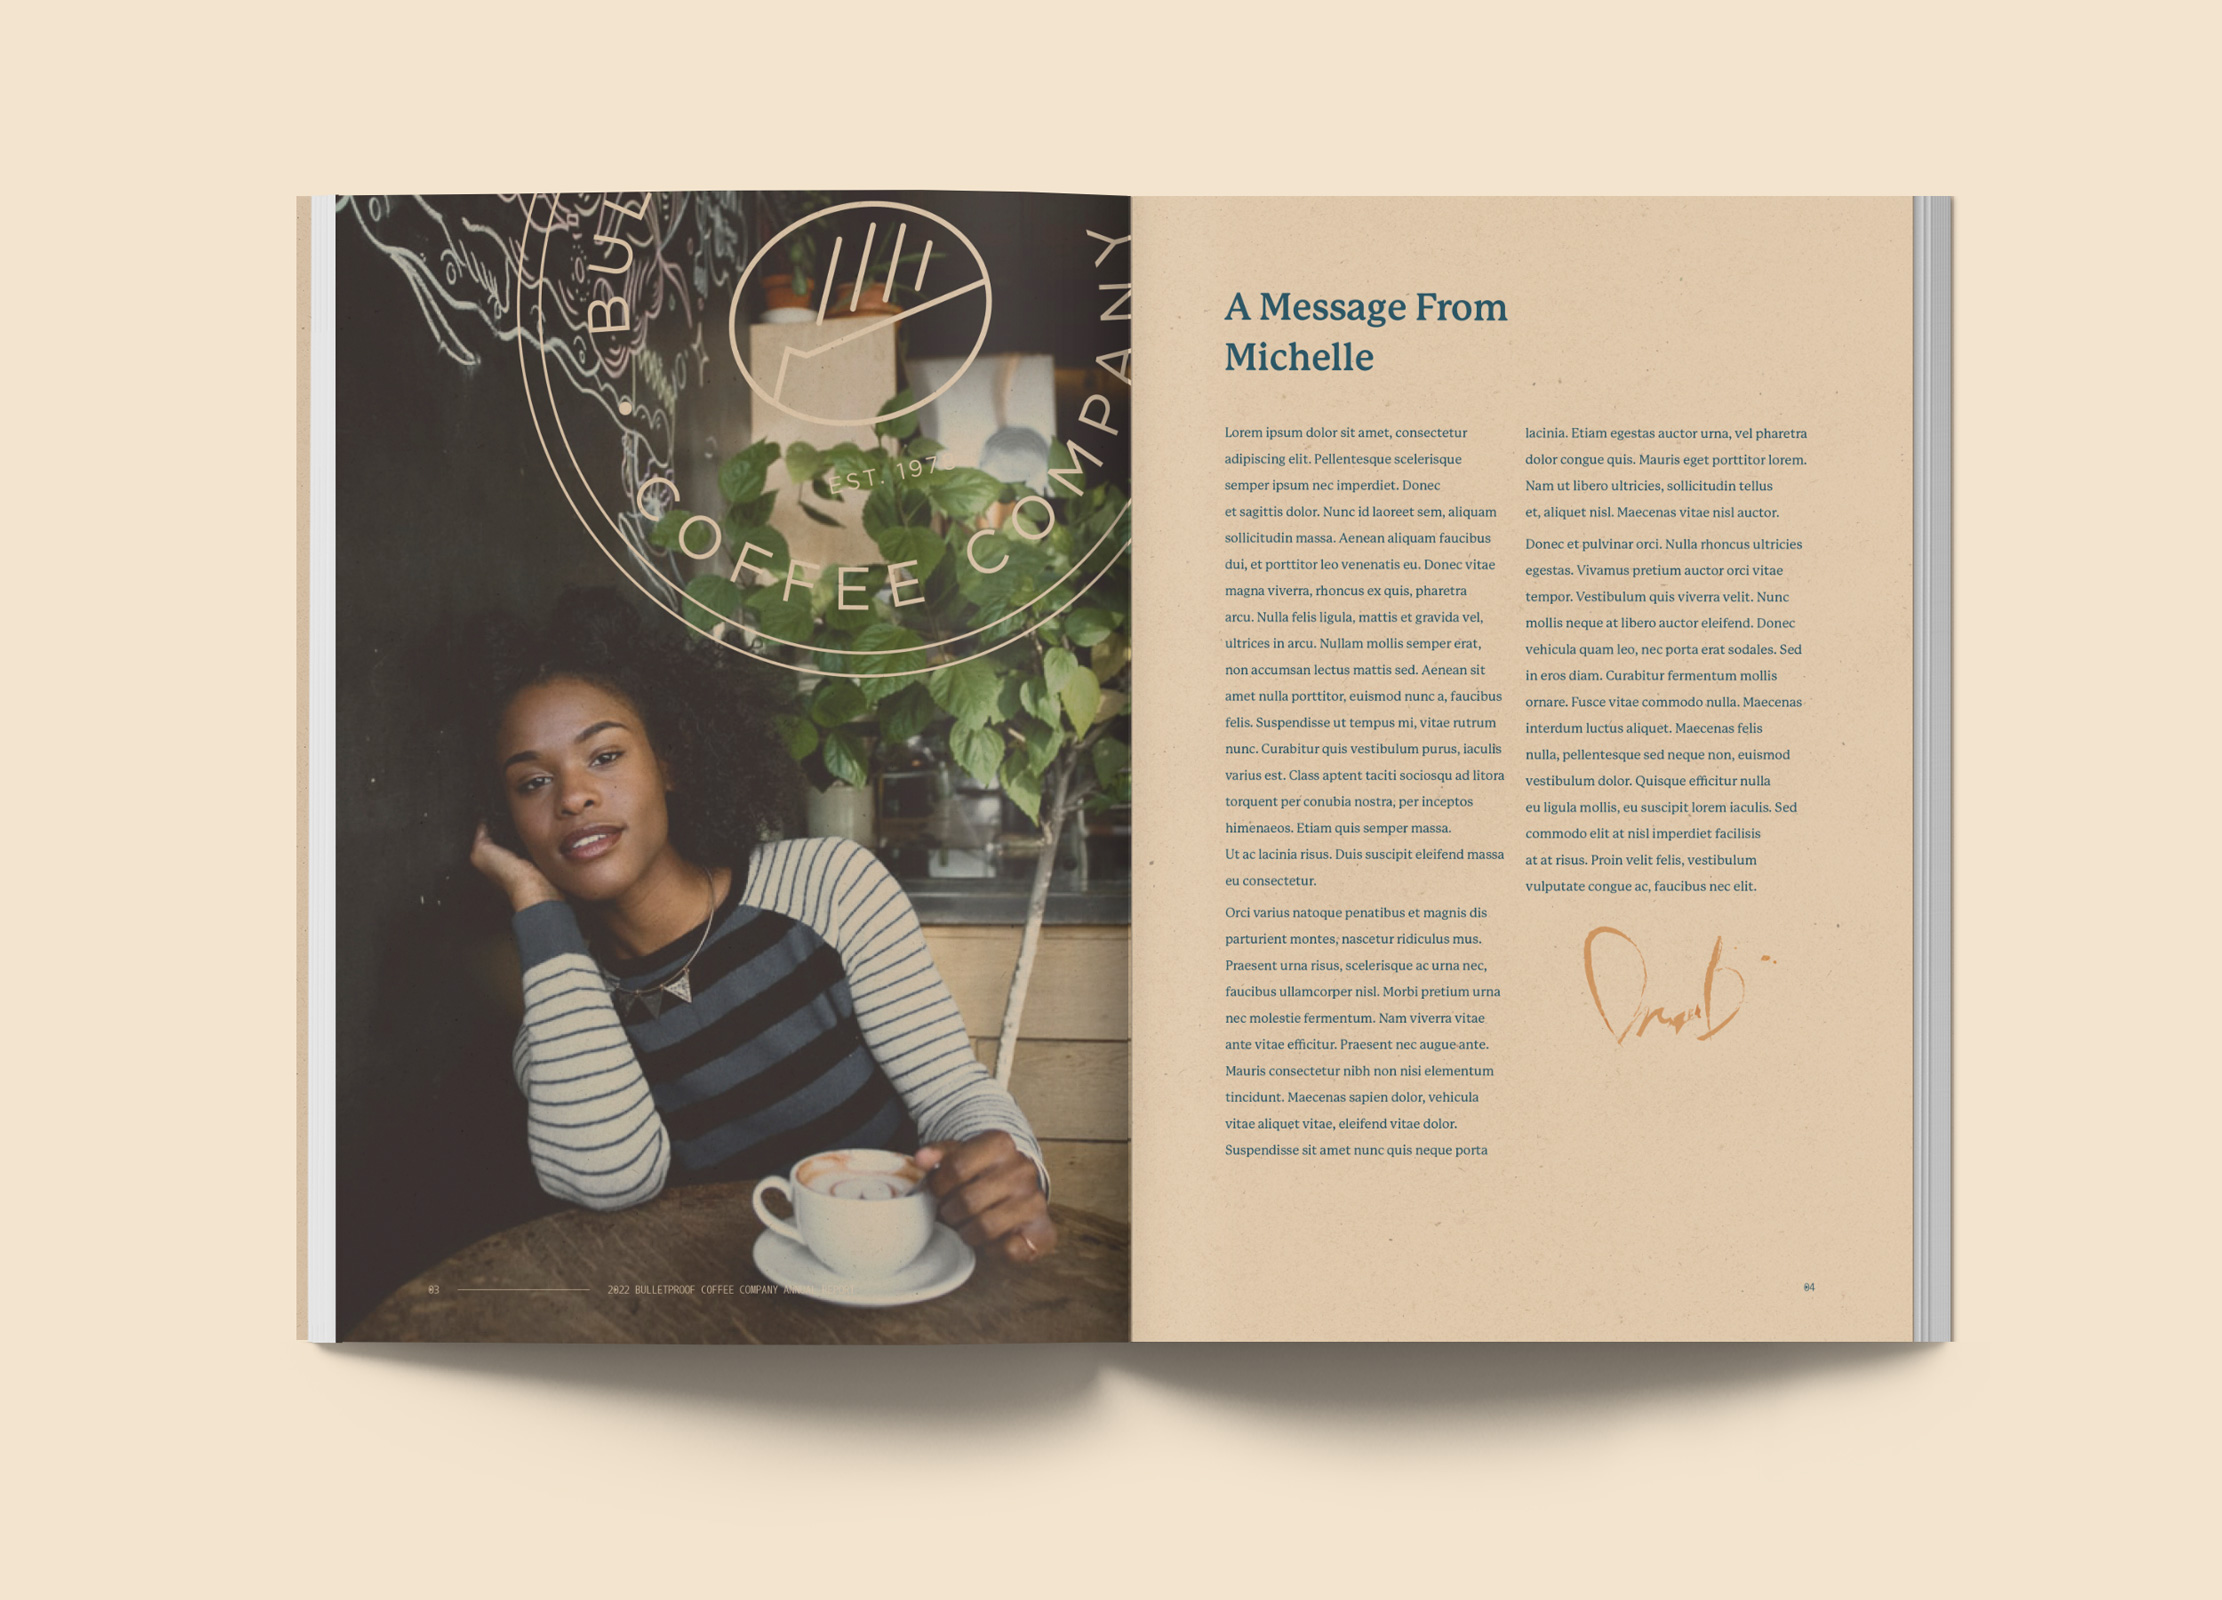 BUL
COFFEE COMPANY
EST.
03 2022 BULLETPROOF COFFEE COMPANY
A Message From
Michelle
Lorem ipsum dolor sit amet, consectetur
adipiscing elit. Pellentesque scelerisque
semper ipsum nec imperdiet. Donec
et sagittis dolor. Nunc id laoreet sem, aliquam
sollicitudin massa. Aenean aliquam faucibus
dui, et porttitor leo venenatis eu. Donec vitae
magna viverra, rhoncus ex quis, pharetra
arcu. Nulla felis ligula, mattis et gravida vel,
ultrices in arcu. Nullam mollis semper erat,
non accumsan lectus mattis sed. Aenean sit
amet nulla porttitor, euismod nunc a, faucibus
felis. Suspendisse ut tempus mi, vitae rutrum
nunc. Curabitur quis vestibulum purus, iaculis
varius est. Class aptent taciti sociosqu ad litora
torquent per conubia nostra, per inceptos
himenaeos. Etiam quis semper massa.
Ut ac lacinia risus. Duis suscipit eleifend massa
eu consectetur.
Orci varius natoque penatibus et magnis dis
parturient montes, nascetur ridiculus mus.
Praesent urna risus, scelerisque ac urna nec,
faucibus ullamcorper nisl. Morbi pretium urna
nec molestie fermentum. Nam viverra vitae
ante vitae efficitur. Praesent nec augue ante.
Mauris consectetur nibh non nisi elementum
tincidunt. Maecenas sapien dolor, vehicula
vitae aliquet vitae, eleifend vitae dolor.
Suspendisse sit amet nunc quis neque porta
lacinia. Etiam egestas auctor urna, vel pharetra
dolor congue quis. Mauris eget porttitor lorem.
Nam ut libero ultricies, sollicitudin tellus
et, aliquet nisl. Maecenas vitae nisl auctor.
Donec et pulvinar orci. Nulla rhoncus ultricies
egestas. Vivamus pretium auctor orci vitae
tempor. Vestibulum quis viverra velit. Nunc
mollis neque at libero auctor eleifend. Donec
vehicula quam leo, nec porta erat sodales. Sed
in eros diam. Curabitur fermentum mollis
ornare. Fusce vitae commodo nulla. Maecenas
interdum luctus aliquet. Maecenas felis
nulla, pellentesque sed neque non, euismod
vestibulum dolor. Quisque efficitur nulla
eu ligula mollis, eu suscipit lorem iaculis. Sed
commodo elit at nisl imperdiet facilisis
at at risus. Proin velit felis, vestibulum
vulputate congue ac, faucibus nec elit.
04